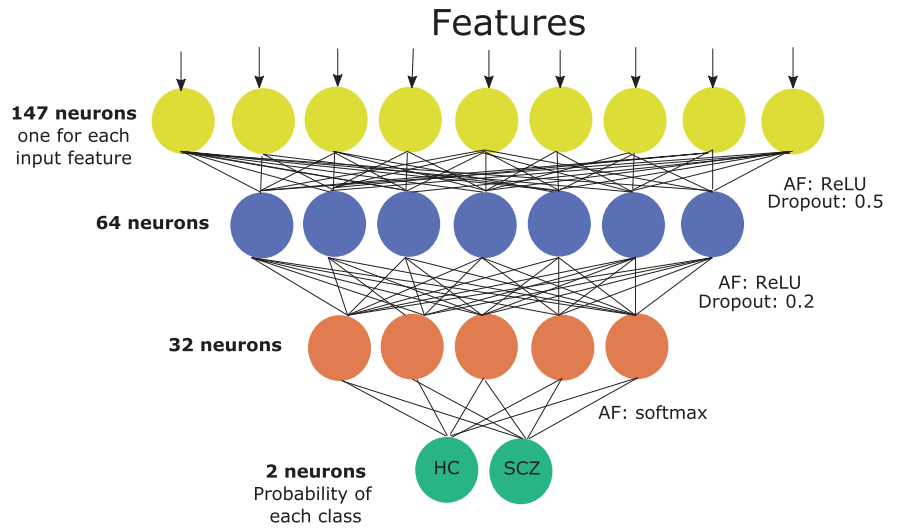 Features
147 neurons
one for each
input feature
AF: ReLU
Dropout: 0.5
64 neurons
AF: ReLU
Dropout: 0.2
32 neurons
AF: softmax
HC
SCZ
2 neurons
Probability of
each class